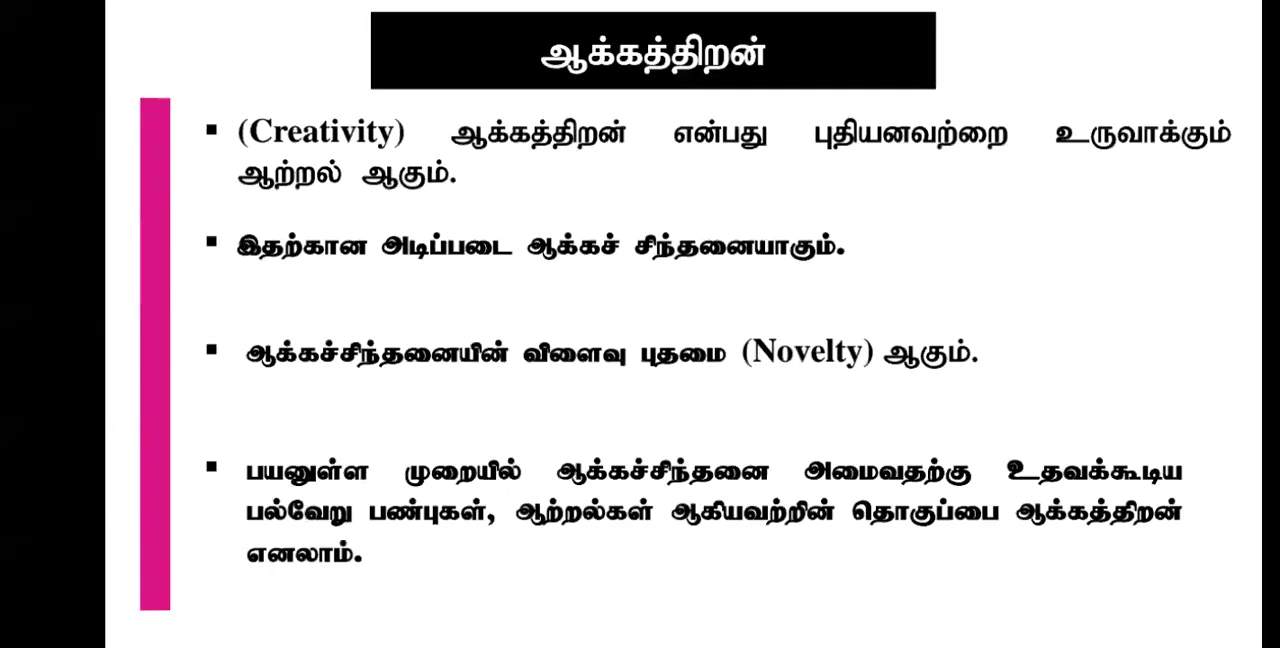 ஆக்கத்திறன்
▪ (Creativity) ஆக்கத்திறன் என்பது புதியனவற்றை உருவாக்கும்
ஆற்றல் ஆகும்.
▪ இதற்கான அடிப்படை ஆக்கச் சிந்தனையாகும்.
▪ ஆக்கச்சிந்தனையின் விளைவு புதமை (Novelty) ஆகும்.
▪ பயனுள்ள முறையில் ஆக்கச்சிந்தனை அமைவதற்கு உதவக்கூடிய
பல்வேறு பண்புகள், ஆற்றல்கள் ஆகியவற்றின் தொகுப்பை ஆக்கத்திறன்
எனலாம்.